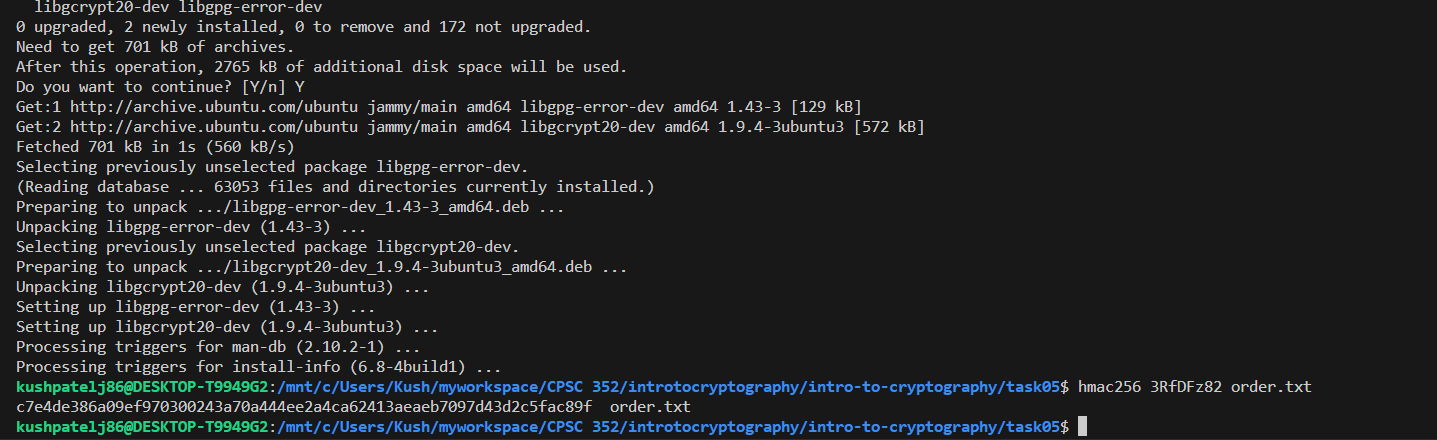 libgcrypt20-dev libgpg-error-dev
0 upgraded, 2 newly installed, 0 to remove and 172 not upgraded.
Need to get 701 kB of archives.
After this operation, 2765 kB of additional disk space will be used.
Do you want to continue? [Y/n] Y
Get:1 http://archive.ubuntu.com/ubuntu jammy/main amd64 libgpg-error-dev amd64 1.43-3 [129 kB]
Get:2 http://archive.ubuntu.com/ubuntu jammy/main amd64 libgcrypt20-dev amd64 1.9.4-3ubuntu3 [572 kB]
Fetched 701 kB in 1s (560 kB/s)
Selecting previously unselected package libgpg-error-dev.
(Reading database ... 63053 files and directories currently installed.)
Preparing to unpack .../libgpg-error-dev_1.43-3_amd64.deb ...
Unpacking libgpg-error-dev (1.43-3) ...
Selecting previously unselected package libgcrypt20-dev.
Preparing to unpack .../libgcrypt20-dev_1.9.4-3ubuntu3_amd64.deb ...
Unpacking libgcrypt20-dev (1.9.4-3ubuntu3) ...
Setting up libgpg-error-dev (1.43-3) ...
Setting up libgcrypt20-dev (1.9.4-3ubuntu3) ...
Processing triggers for man-db (2.10.2-1) ...
Processing triggers for install-info (6.8-4build1) ...
kushpatelj86@DESKTOP-T9949G2:/mnt/c/Users/Kush/myworkspace/CPSC 352/introtocryptography/intro-to-cryptography/task05$ hmac256 3RfDFz82 order.txt
c7e4de386a09ef970300243a70a444ee2a4ca62413aeaeb7097d43d2c5fac89f  order.txt
kushpatelj86@DESKTOP-T9949G2:/mnt/c/Users/Kush/myworkspace/CPSC 352/introtocryptography/intro-to-cryptography/task05$